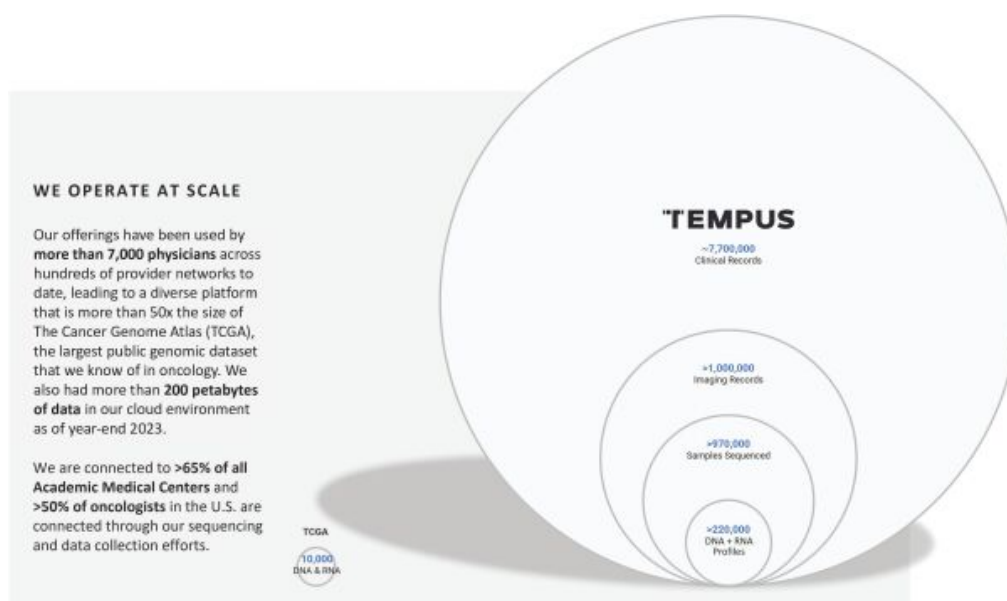 WE OPERATE AT SCALE
Our offerings have been used by
more than 7,000 physicians across
hundreds of provider networks to
date, leading to a diverse platform
that is more than 50x the size of
The Cancer Genome Atlas (TCGA),
the largest public genomic dataset
that we know of in oncology. We
also had more than 200 petabytes
of data in our cloud environment
as of year-end 2023.
We are connected to >65% of all
Academic Medical Centers and
>50% of oncologists in the U.S. are
connected through our sequencing
and data collection efforts.
TCGA
10,000
DNA & RNA
TEMPUS
~7,700,000
Clinical Records
>1,000,000
Imaging Records
>970,000
Samples Sequenced
>220,000
DNA + RNA
Profiles